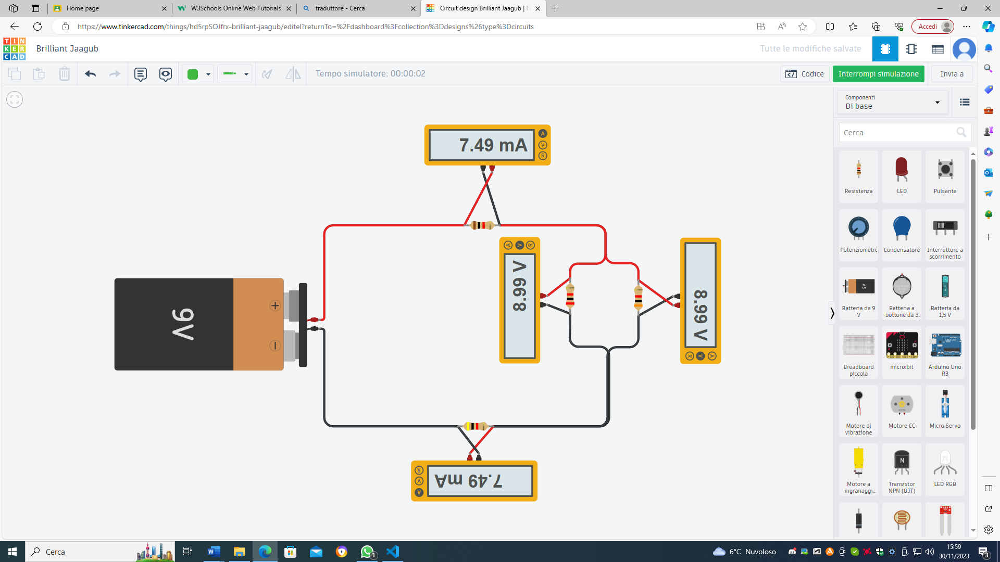 Home page
W3Schools Online Web Tutorials
traduttore - Cerca
Circuit design Brilliant Jaagub | Ti
https://www.tinkercad.com/things/hd5rpSOJfrx-brilliant-jaagub/editel?returnTo=%2Fdashboard%3Fcollection%3Ddesigns%26type%3Dcircuits
Accedi
TIN
KER
CAD
Brilliant Jaagub
Tutte le modifiche salvate
Tempo simulatore: 00:00:02
Codice
Interrompi simulazione
Invia a
Componenti
Di base
Cerca
7.49 mA
A
V
R
A V R
8.99 V
8.99 V
R V A
9V
+
−
7.49 mA
R
V
A
Resistenza
LED
Pulsante
Potenziometro
Condensatore
Interruttore a
scorrimento
9V
Batteria da 9
V
Batteria a
bottone da 3..
Batteria da
1,5 V
Breadboard
piccola
micro:bit
Arduino Uno
R3
Motore di
vibrazione
Motore CC
Micro Servo
N
Motore a
ingranaggi...
Transistor
NPN (BJT)
LED RGB
Cerca
1
6°C Nuvoloso
15:59
30/11/2023
3